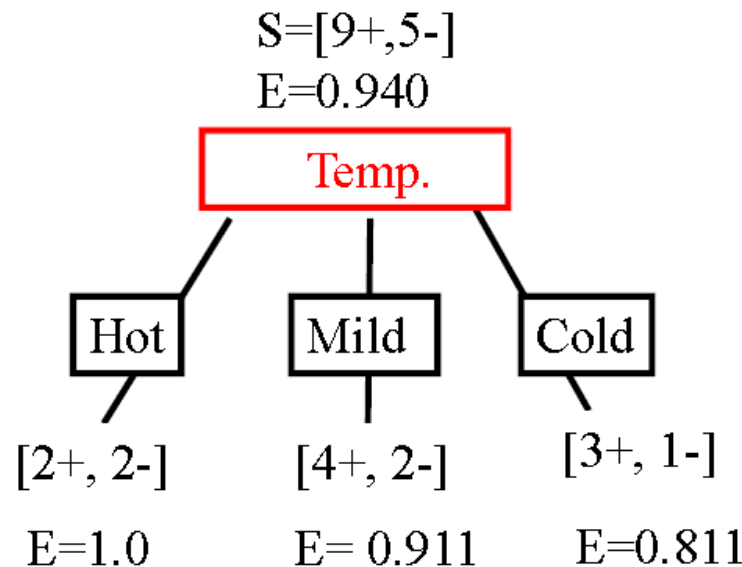 S=[9+,5-]
E=0.940
Temp.
Hot
Mild
Cold
[2+, 2-]
[4+, 2-]
[3+, 1-]
E=1.0
E= 0.911
E=0.811